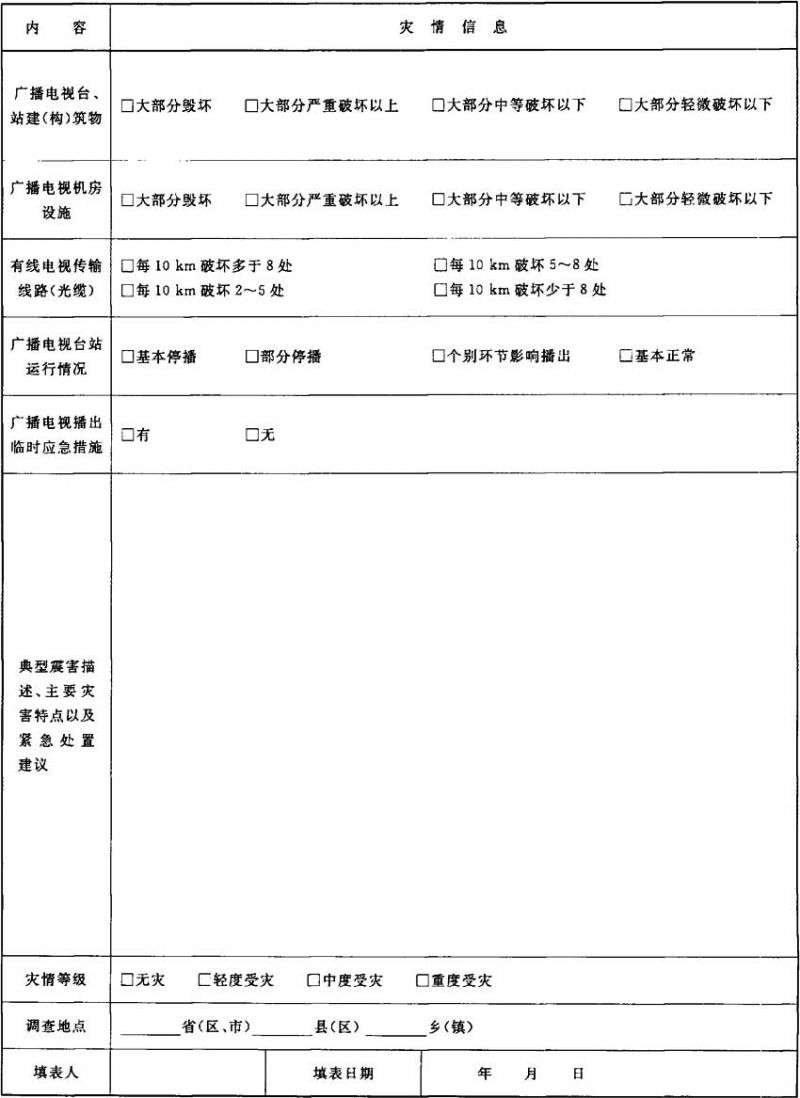 内 容 灾 情 信 息
广播电视台、
站建(构)筑物
□大部分毁坏 □大部分严重破坏以上 □大部分中等破坏以下 □大部分轻微破坏以下
广播电视机房
设施
□大部分毁坏 □大部分严重破坏以上 □大部分中等破坏以下 □大部分轻微破坏以下
有线电视传输
线路(光缆)
□每 10 km 破坏多于 8 处 □每 10 km 破坏 5～8 处
□每 10 km 破坏 2～5 处 □每 10 km 破坏少于 8 处
广播电视台站
运行情况
□基本停播 □部分停播 □个别环节影响播出 □基本正常
广播电视播出
临时应急措施
□有 □无
典型震害描
述、主要灾
害特点以及
紧急处置
建议
灾情等级 □无灾 □轻度受灾 □中度受灾 □重度受灾
调查地点 ______省(区、市)______县(区)______乡(镇)
填表人 填表日期 年 月 日